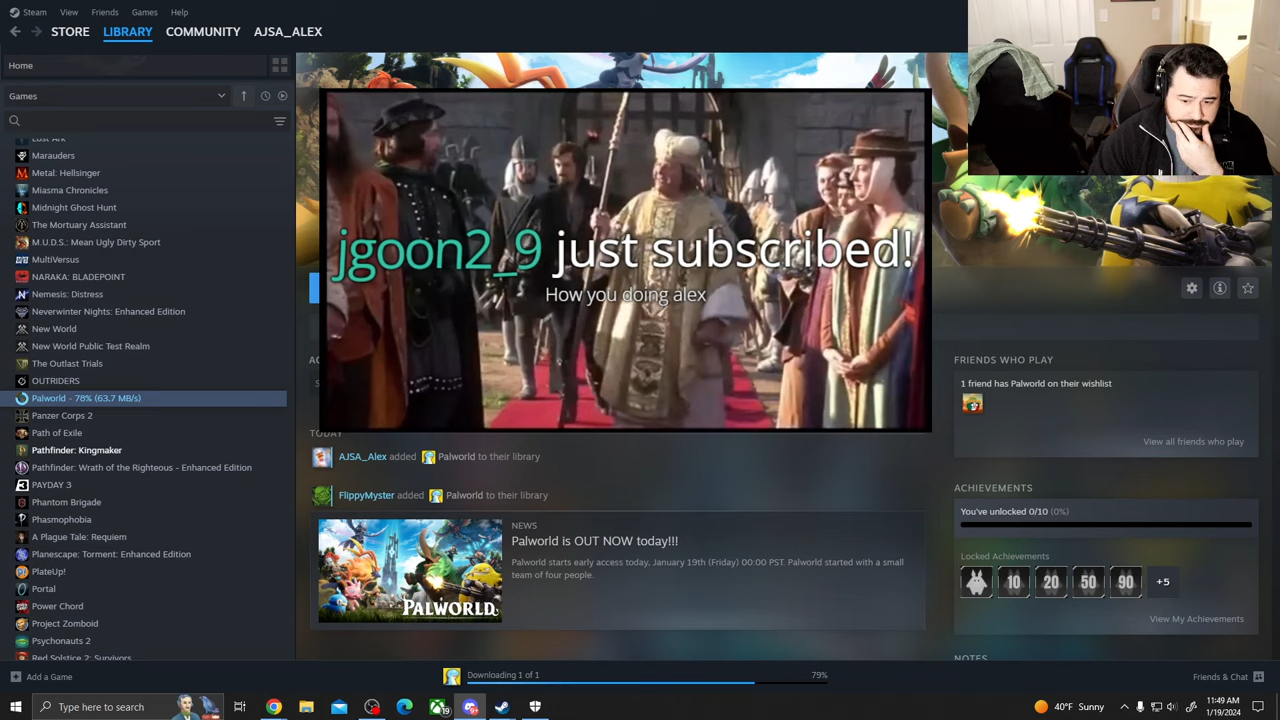 Steam View Friends Games Help
STORE LIBRARY COMMUNITY AJSA_ALEX
Home
Games
Lost Ark
Marauders
Metal: Hellsinger
Miasma Chronicles
Midnight Ghost Hunt
The Mortuary Assistant
M.U.D.S.: Mean Ugly Dirty Sport
MultiVersus
NARAKA: BLADEPOINT
Nemesis: Distress
Neverwinter Nights: Enhanced Edition
New World
New World Public Test Realm
The Outlast Trials
OUTRIDERS
Palworld - 78% (63.7 MB/s)
Panzer Corps 2
Path of Exile
Pathfinder: Kingmaker
Pathfinder: Wrath of the Righteous - Enhanced Edition
PAYDAY 3
Phantom Brigade
Phasmophobia
A Plague Tale: Requiem
Planescape: Torment: Enhanced Edition
PlateUp!
Portal
Power Chord
Project Zomboid
Psychonauts 2
Red Solstice 2: Survivors
Add a Game
jgoon2_9 just subscribed!
How you doing alex
TODAY
AJSA_Alex added Palworld to their library
FlippyMyster added Palworld to their library
NEWS
Palworld is OUT NOW today!!!
Palworld starts early access today, January 19th (Friday) 00:00 PST. Palworld started with a small
team of four people.
PALWORLD
FRIENDS WHO PLAY
1 friend has Palworld on their wishlist
View all friends who play
ACHIEVEMENTS
You've unlocked 0/10 (0%)
Locked Achievements
10 20 50 90 +5
View My Achievements
NOTES
Downloading 1 of 1 79%
Friends & Chat
Type here to search
19
9+
40°F Sunny
11:49 AM
1/19/2024